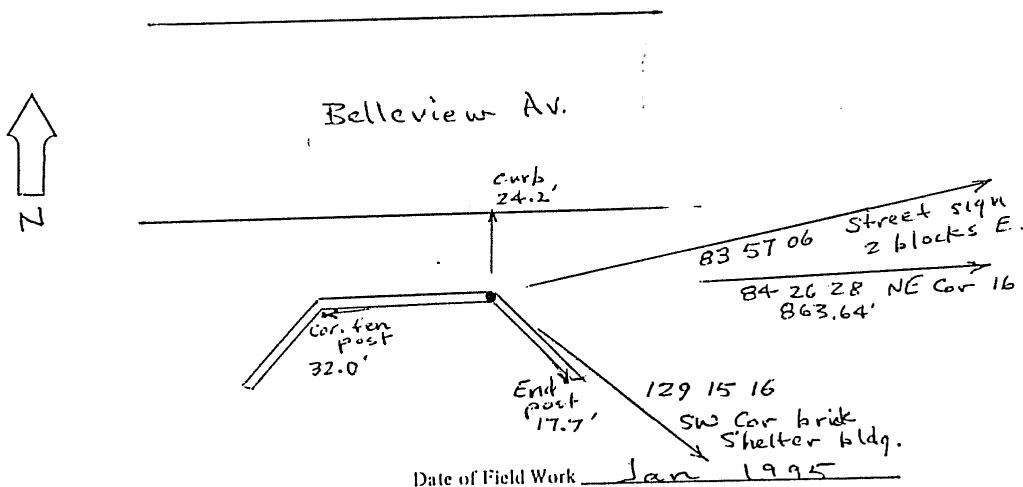 Belleview Av.
N
curb
24.2'
83 57 06 Street sign
2 blocks E.
84 26 28 NE Cor 16
863.64'
Cor. fen
post
32.0'
End
post
17.7'
129 15 16
SW Cor brick
Shelter bldg.
Date of Field Work Jan 1995